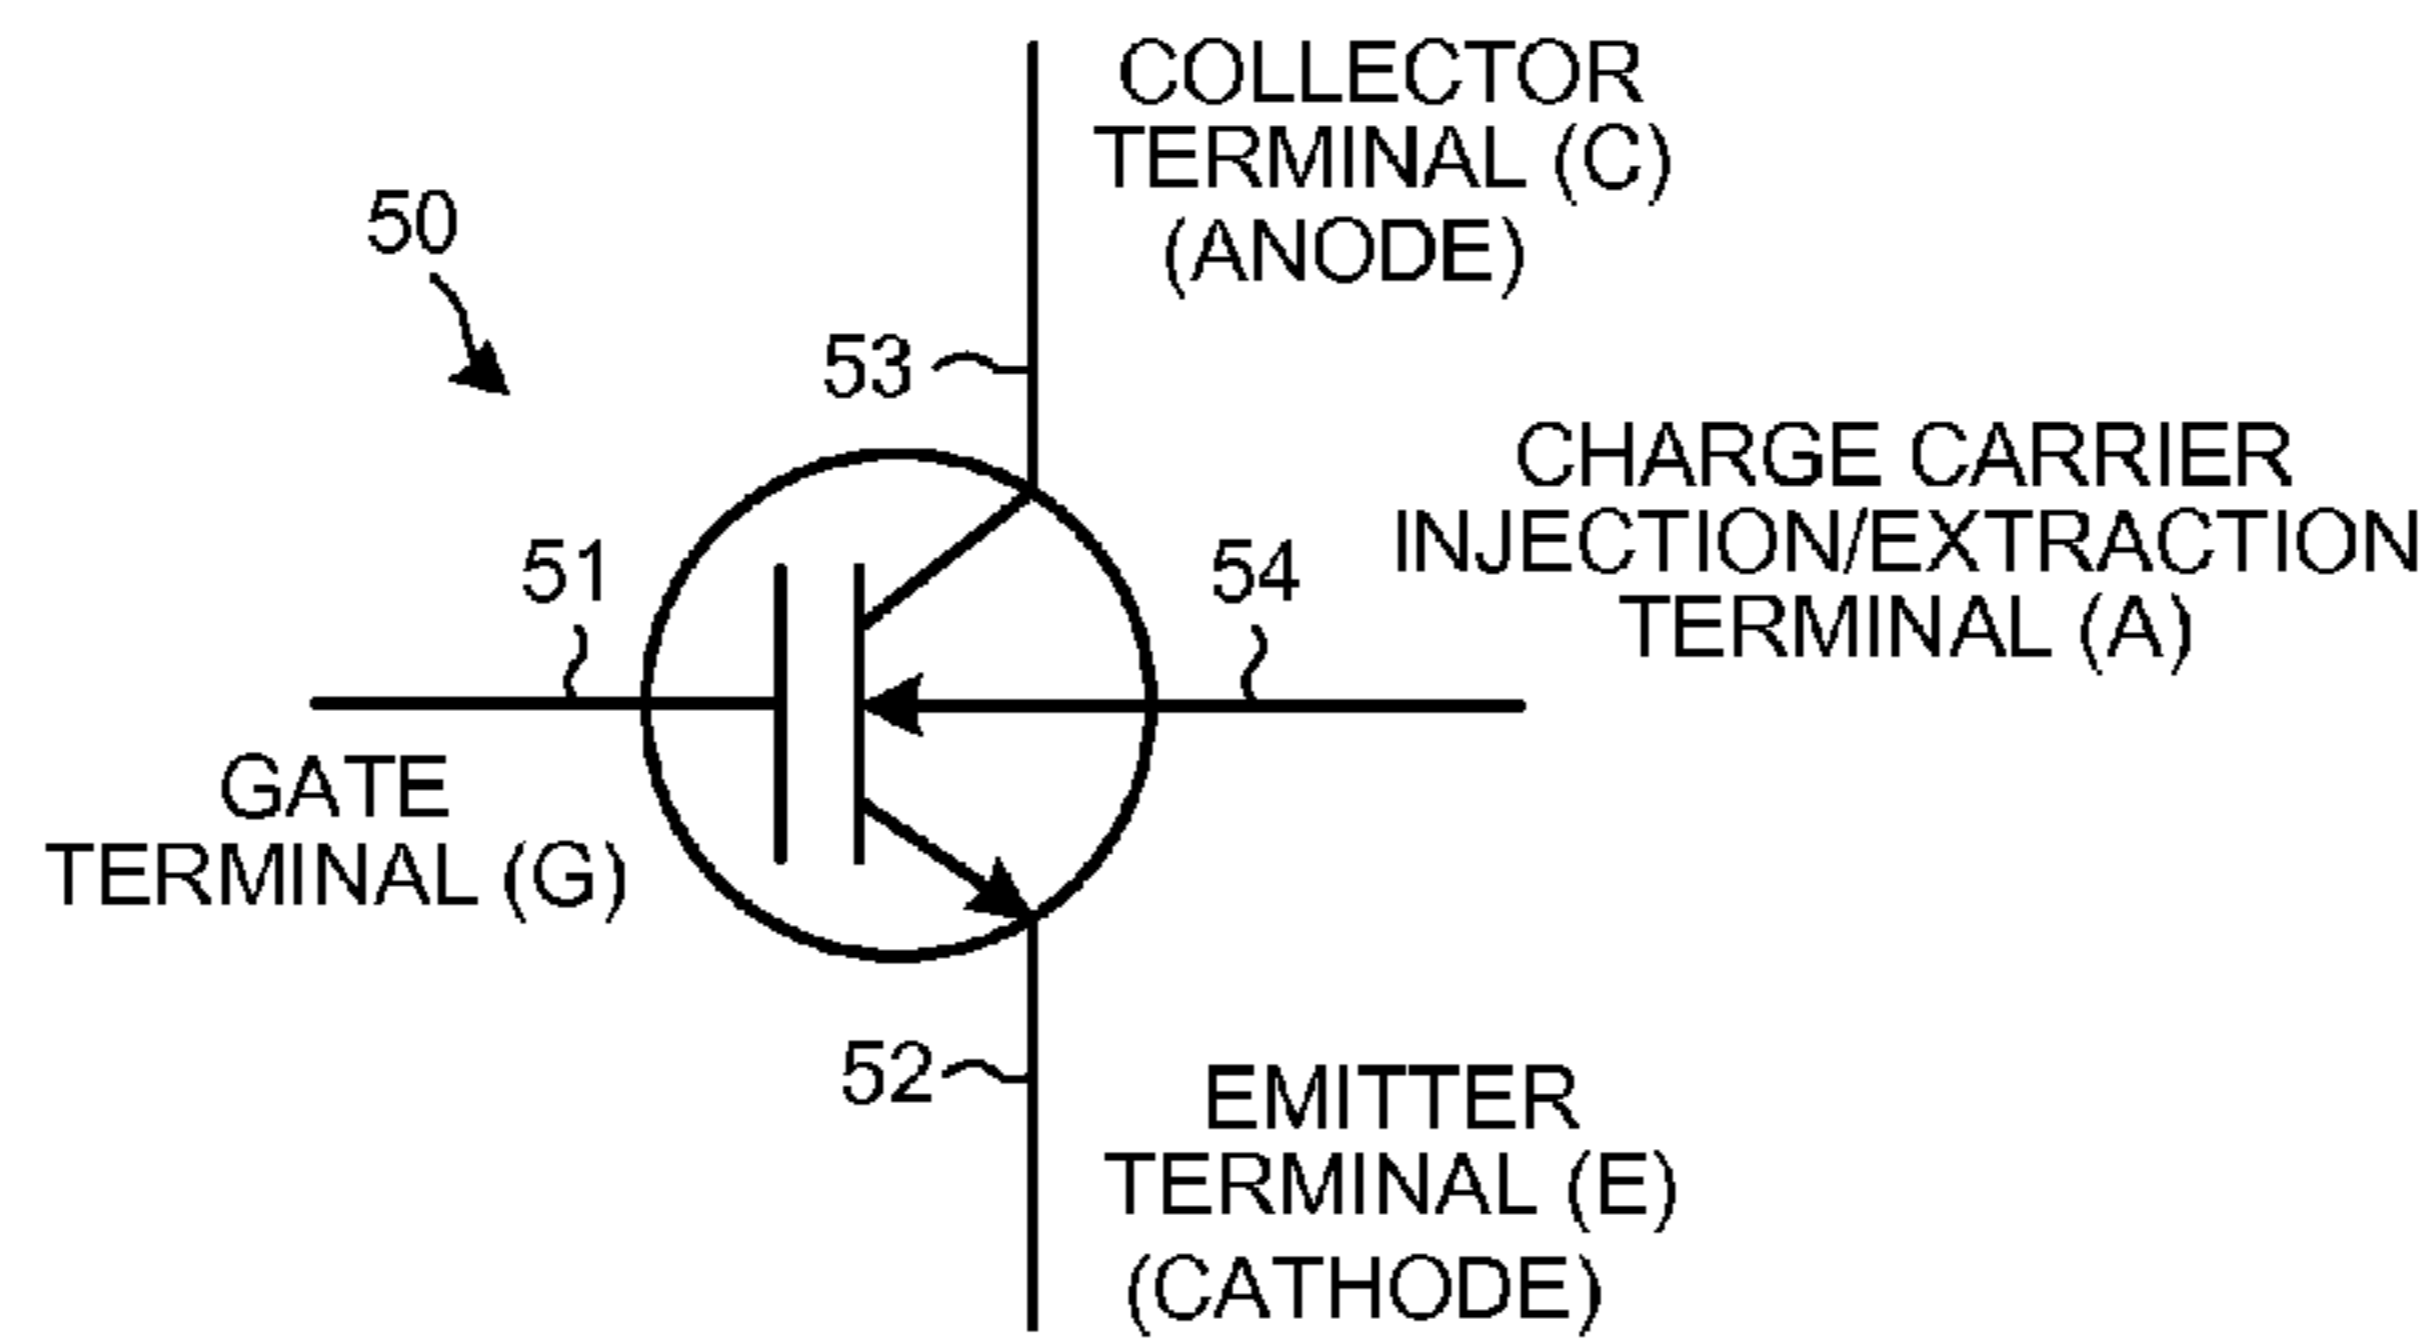 COLLECTOR
TERMINAL (C)
(ANODE)
50
53
CHARGE CARRIER
INJECTION/EXTRACTION
TERMINAL (A)
51
54
GATE
TERMINAL (G)
52
EMITTER
TERMINAL (E)
(CATHODE)